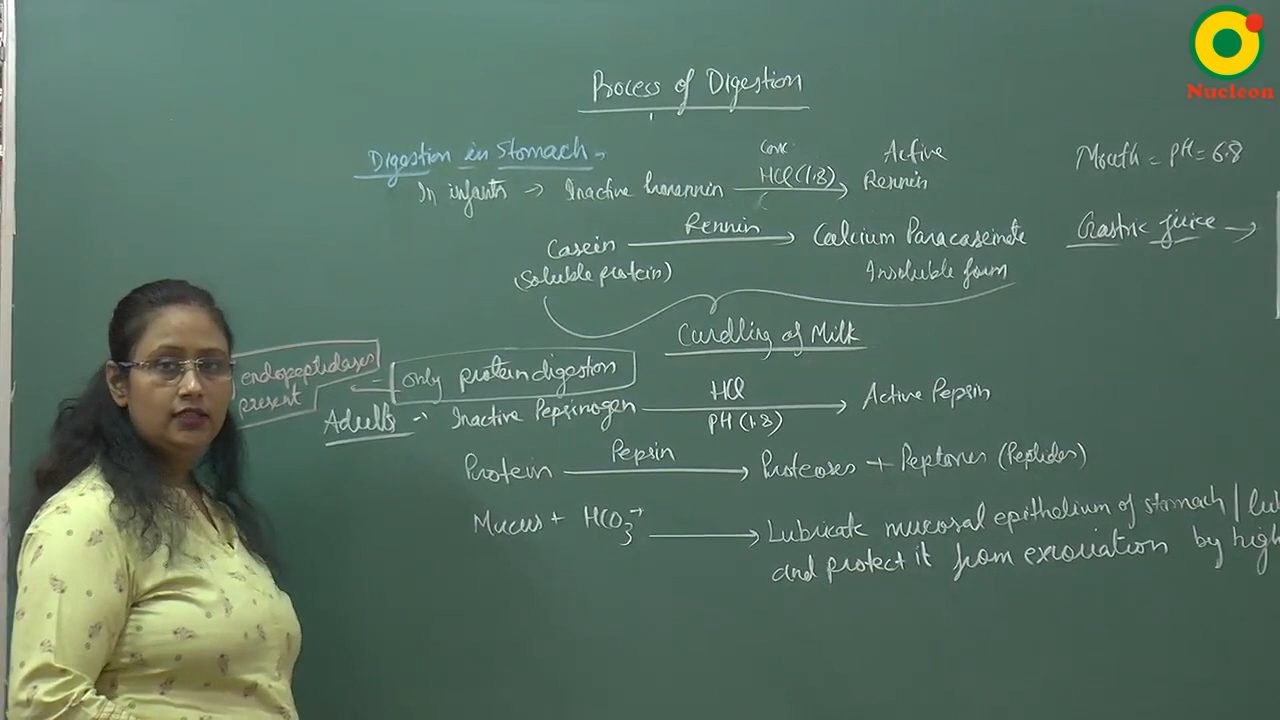 Nucleon
Process of Digestion
Digestion in Stomach -
Mouth = PH = 6.8
In infants → Inactive Prorennin
Conc
HCl (1.8)
Active
Rennin
Casein
(Soluble protein)
Rennin
Calcium Paracaseinate
Insoluble form
Gastric juice →
Curdling of Milk
endopeptidases
present
only protein digestion
Adults - Inactive Pepsinogen
HCl
PH (1.8)
Active Pepsin
Protein
Pepsin
Proteoses + Peptones (Peptides)
Mucus + HCO3-
Lubricate mucosal epithelium of stomach /
and protect it from excoriation by high